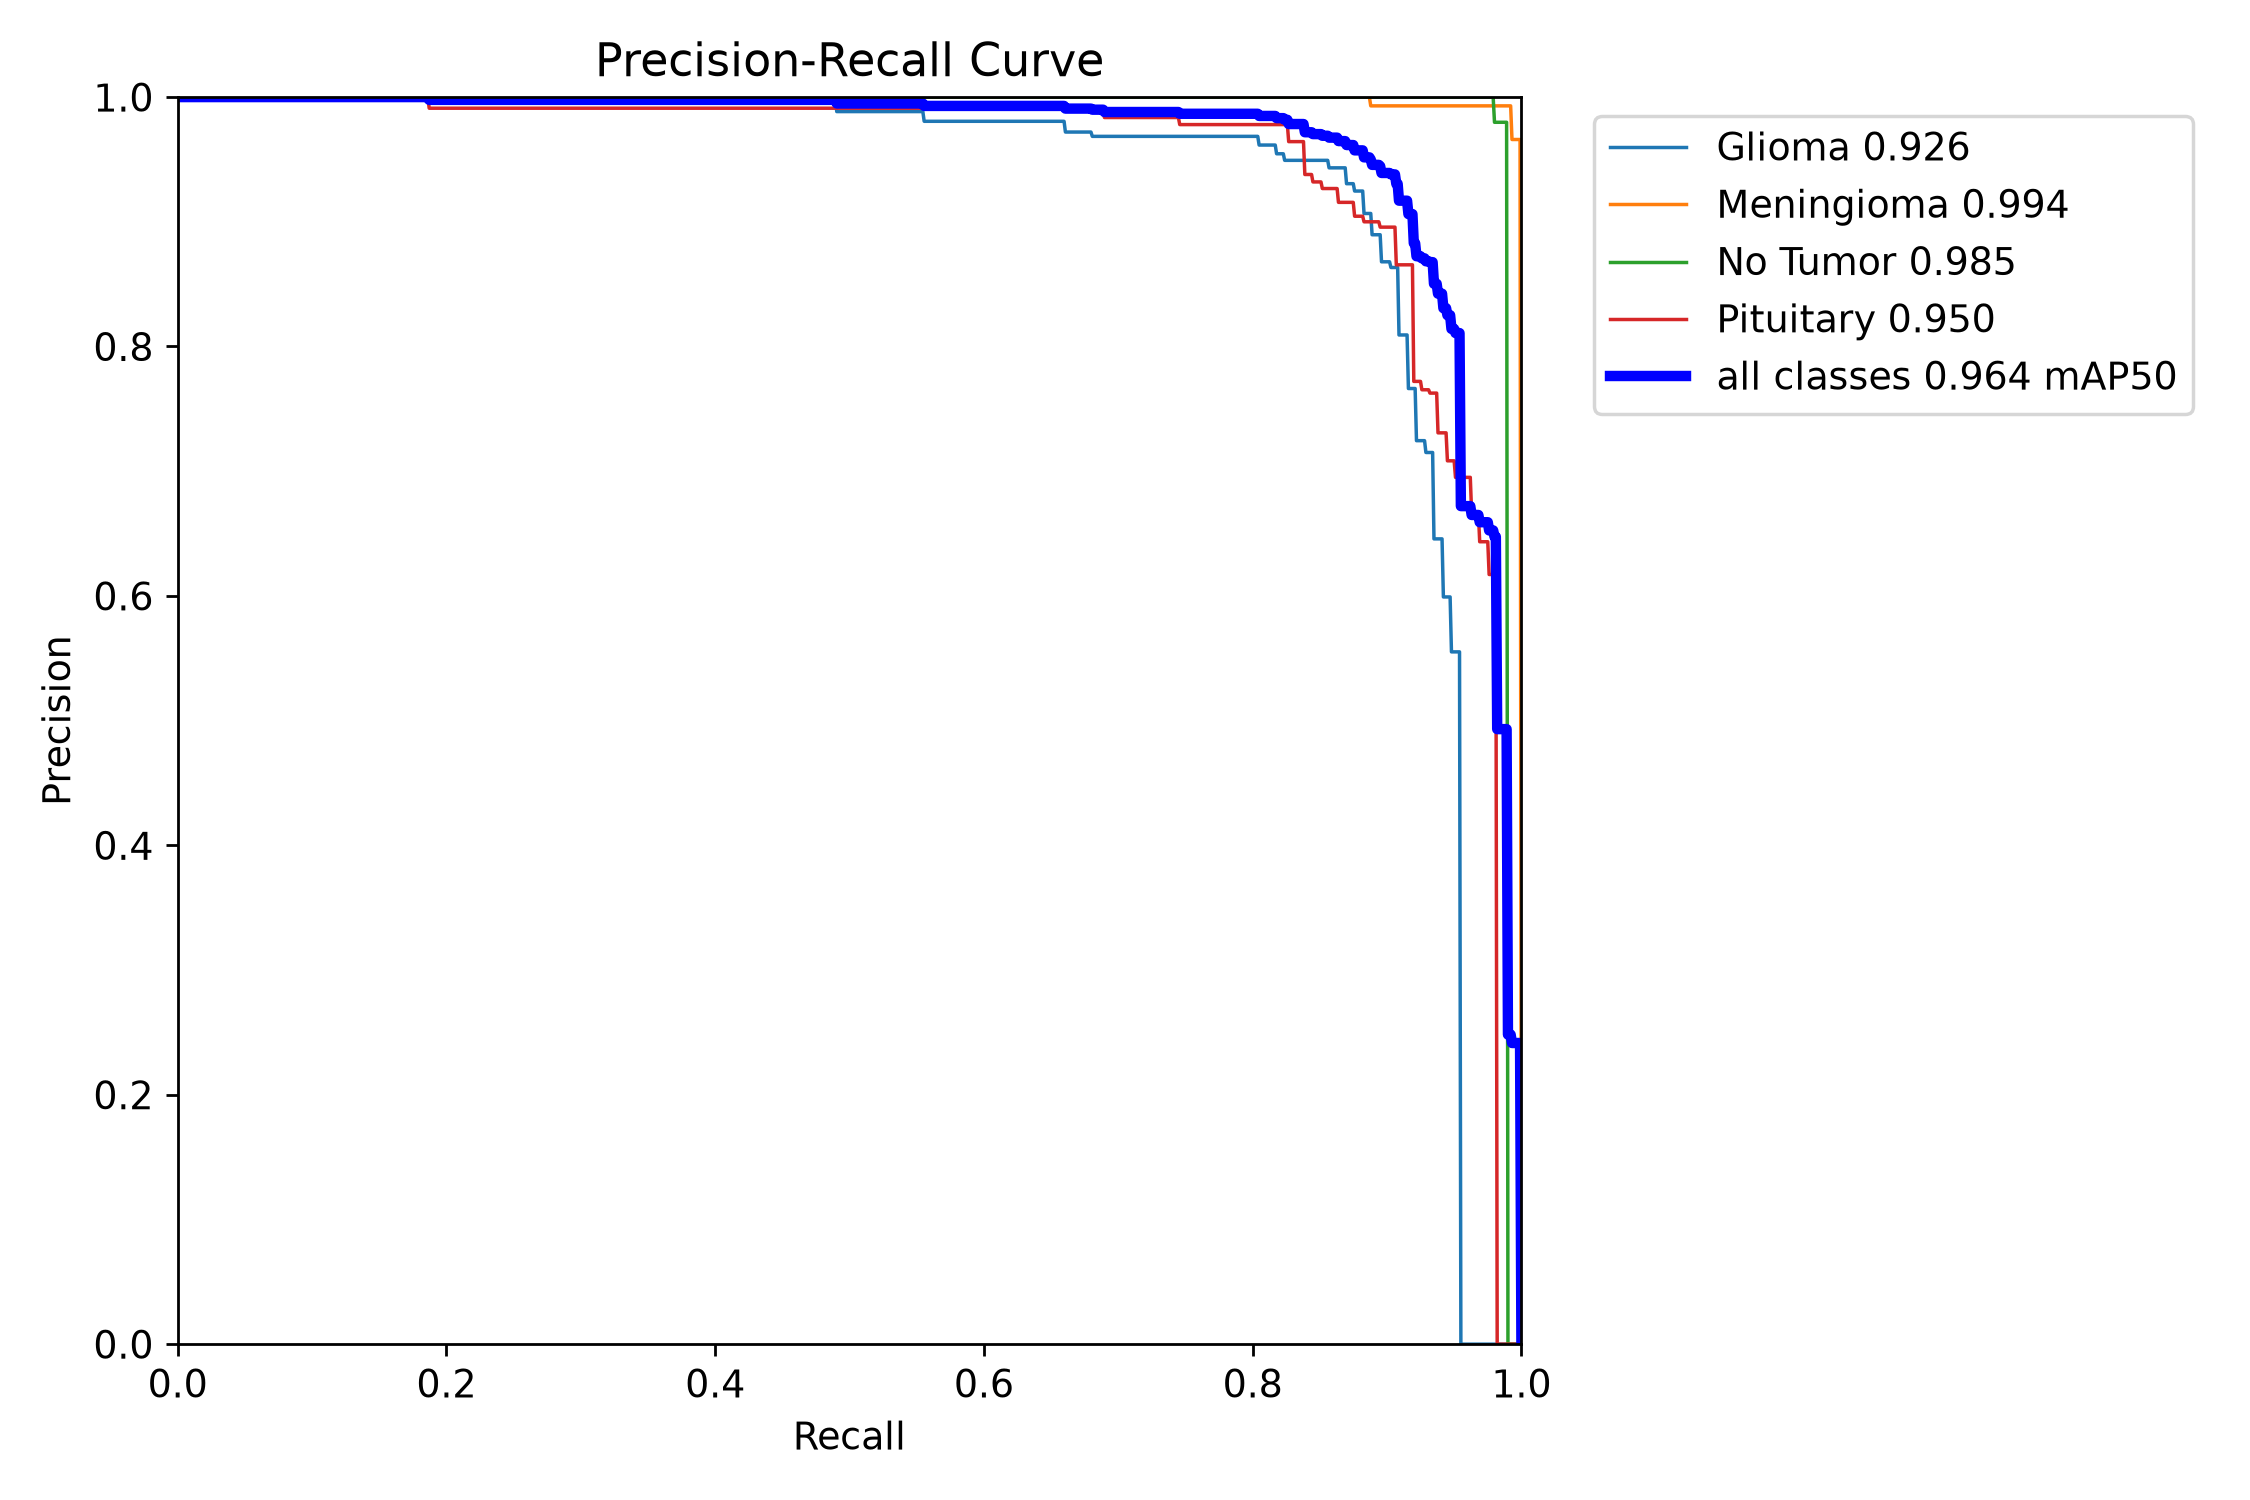 Precision-Recall Curve
1.0
0.8
0.6
0.4
0.2
0.0
Precision
0.0 0.2 0.4 0.6 0.8 1.0
Recall
Glioma 0.926
Meningioma 0.994
No Tumor 0.985
Pituitary 0.950
all classes 0.964 mAP50